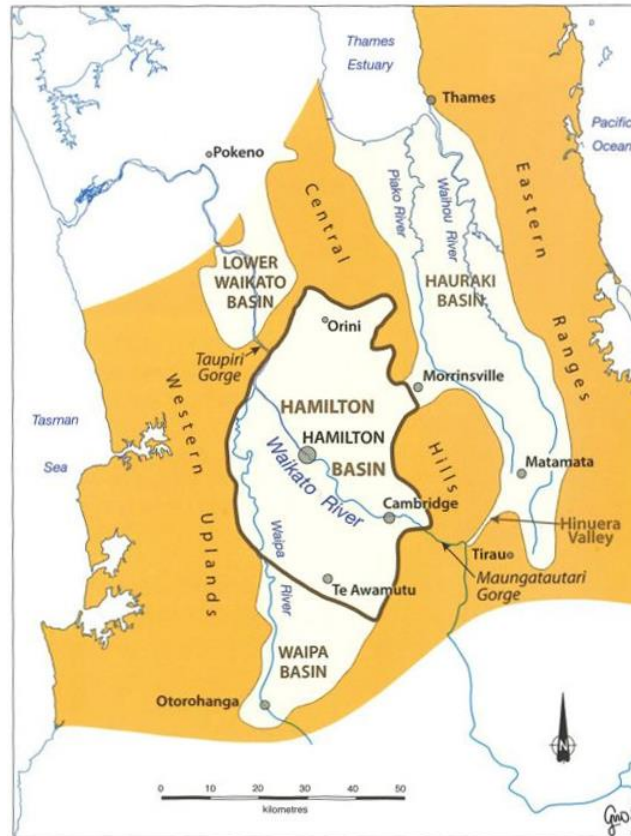 Thames
Estuary
Thames
Pacific
Ocean
Pokeno
Piako River
Waihou River
Central
Eastern
Ranges
LOWER
WAIKATO
BASIN
HAURAKI
BASIN
Orini
Taupiri
Gorge
Morrinsville
Western
Uplands
HAMILTON
HAMILTON
BASIN
Tasman
Sea
Waikato River
Hills
Matamata
Cambridge
Hinuera
Valley
Tirau
Maungatautari
Gorge
Waipa
River
Te Awamutu
WAIPA
BASIN
Otorohanga
N
0 10 20 30 40 50
kilometres